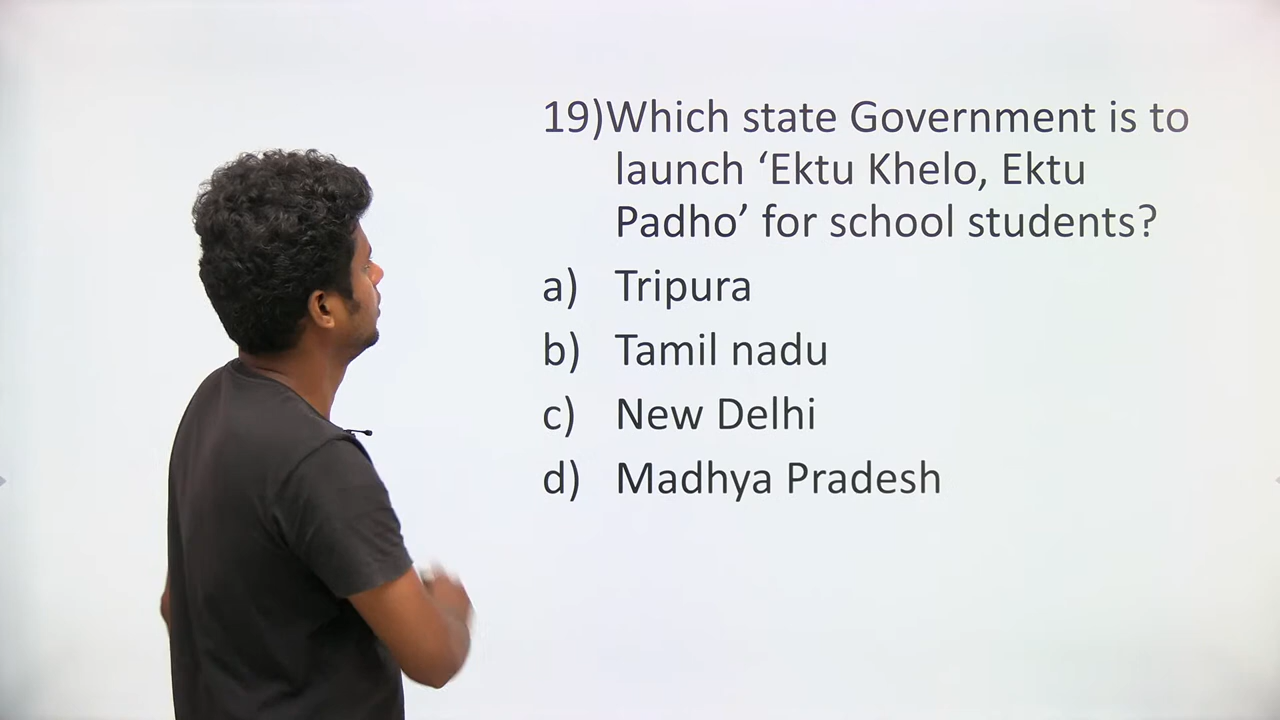 19)Which state Government is to
launch ‘Ektu Khelo, Ektu
Padho’ for school students?
a) Tripura
b) Tamil nadu
c) New Delhi
d) Madhya Pradesh